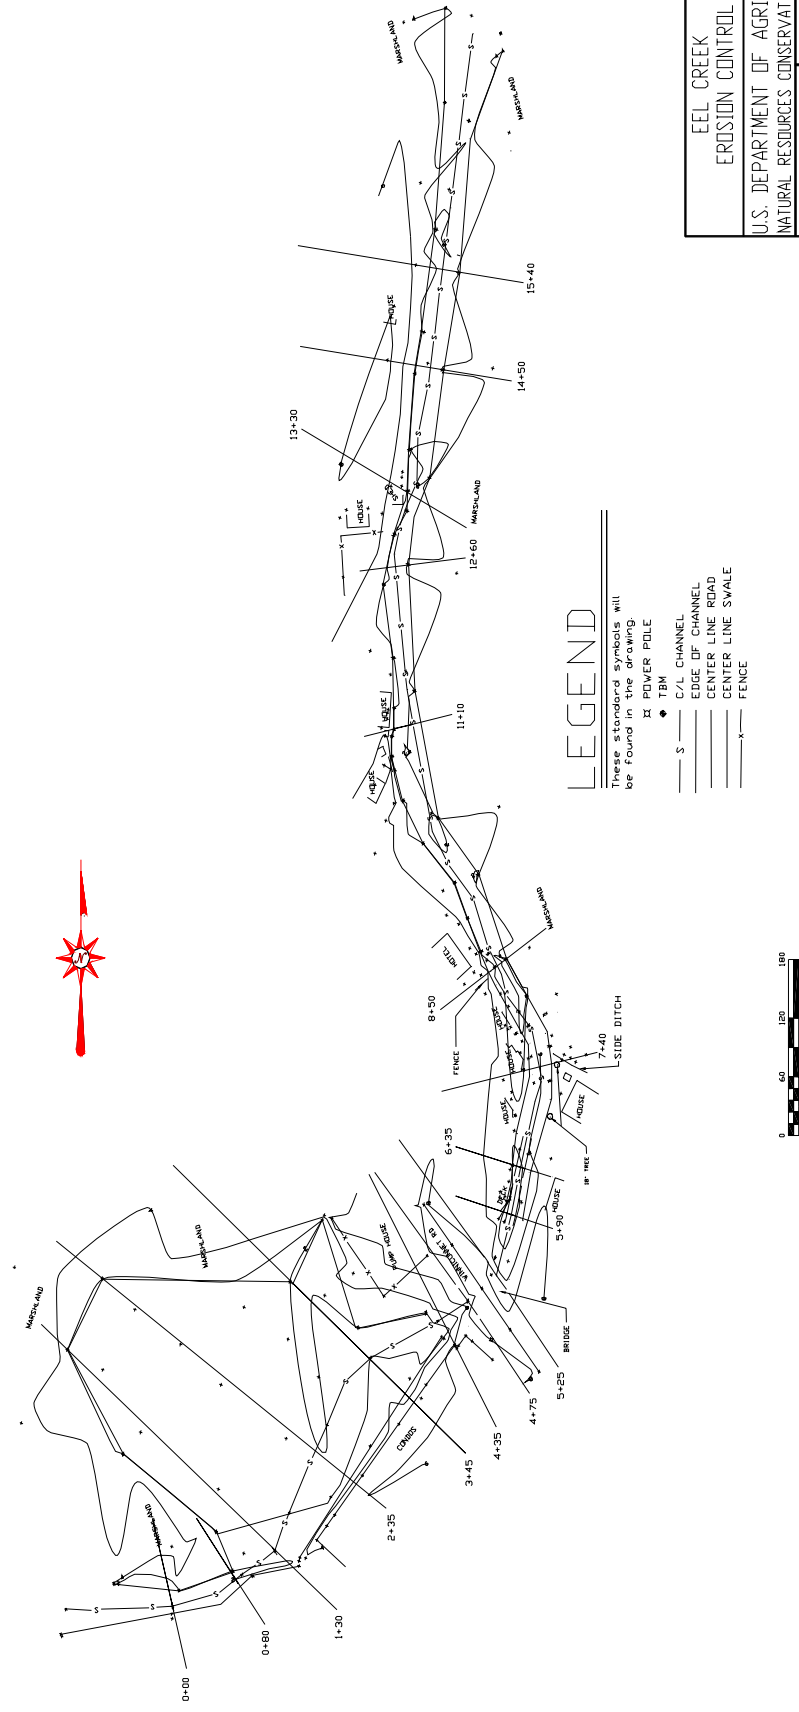 EEL CREEK
EROSION CONTROL
U.S. DEPARTMENT OF AGRI
NATURAL RESOURCES CONSERVAT
MARSHLAND
MARSHLAND
15+40
HOUSE
14+50
13+30
HOUSE
MARSHLAND
12+60
HOUSE
11+10
HOUSE
LEGEND
These standard symbols will
be found in the drawing.
POWER POLE
TBM
S C/L CHANNEL
EDGE OF CHANNEL
CENTER LINE ROAD
CENTER LINE SWALE
x FENCE
N
HOTEL
MARSHLAND
8+50
FENCE
HOUSE
HOUSE
7+40
SIDE DITCH
HOUSE
HOUSE
18" TREE
6+35
HOUSE
5+90
0 60 120 180
MARSHLAND
MARSHLAND
PUMP HOUSE
WINNICUNNET RD
BRIDGE
5+25
4+75
4+35
3+45
CONDOS
2+35
MARSHLAND
1+30
0+80
0+00